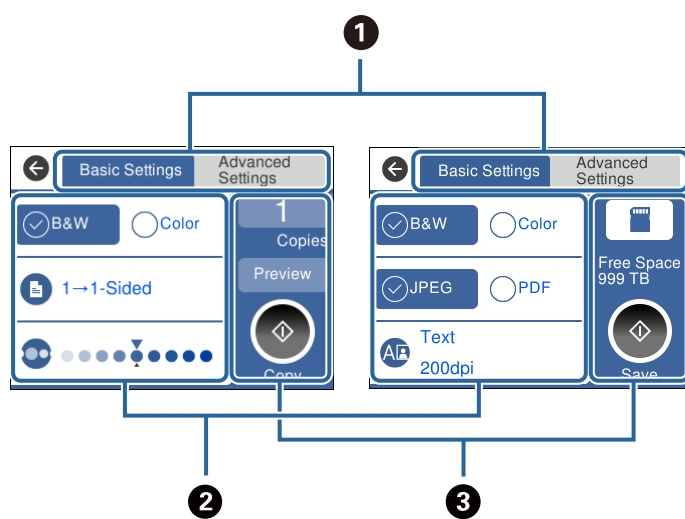 1
Basic Settings
Advanced
Settings
B&W
Color
1→1-Sided
1
Copies
Preview
Copy
Basic Settings
Advanced
Settings
B&W
Color
JPEG
PDF
Text
200dpi
Free Space
999 TB
Save
2
3